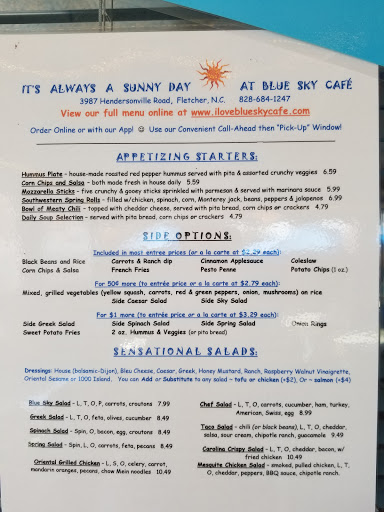 IT'S ALWAYS A SUNNY DAY AT BLUE SKY CAFÉ
3987 Hendersonville Road, Fletcher, N.C. 828-684-1247
View our full menu online at www.iloveblueskycafe.com
Order Online or with our App! ☺ Use our Convenient Call-Ahead then "Pick-Up" Window!
APPETIZING STARTERS:
Hummus Plate - house-made roasted red pepper hummus served with pita & assorted crunchy veggies 6.59
Corn Chips and Salsa - both made fresh in house daily 5.59
Mozzarella Sticks - five crunchy & gooey sticks sprinkled with parmesan & served with marinara sauce 5.99
Southwestern Spring Rolls - filled w/chicken, spinach, corn, Monterey jack, beans, peppers & jalapenos 6.99
Bowl of Meaty Chili - topped with cheddar cheese, served with pita bread, corn chips or crackers 4.79
Daily Soup Selection - served with pita bread, corn chips or crackers 4.79
SIDE OPTIONS:
Included in most entrée prices (or a la carte at $2.29 each):
Black Beans and Rice Carrots & Ranch dip Cinnamon Applesauce Coleslaw
Corn Chips & Salsa French Fries Pesto Penne Potato Chips (1 oz.)
For 50¢ more (to entrée price or a la carte at $2.79 each):
Mixed, grilled vegetables (yellow squash, carrots, red & green peppers, onion, mushrooms) on rice
Side Caesar Salad Side Sky Salad
For $1 more (to entrée price or a la carte at $3.29 each):
Side Greek Salad Side Spinach Salad Side Spring Salad Onion Rings
Sweet Potato Fries 2 oz. Hummus & Veggies (or pita bread)
SENSATIONAL SALADS:
Dressings: House (balsamic-Dijon), Bleu Cheese, Caesar, Greek, Honey Mustard, Ranch, Raspberry Walnut Vinaigrette,
Oriental Sesame or 1000 Island. You can Add or Substitute to any salad ~ tofu or chicken (+$2), Or ~ salmon (+$4)
Blue Sky Salad - L, T, O, P, carrots, croutons 7.99
Greek Salad - L, T, O, feta, olives, cucumber 8.49
Spinach Salad - Spin, O, bacon, egg, croutons 8.49
Spring Salad - Spin, L, O, carrots, feta, pecans 8.49
Oriental Grilled Chicken - L, S, O, celery, carrot,
mandarin oranges, pecans, chow Mein noodles 10.49
Chef Salad - L, T, O, carrots, cucumber, ham, turkey,
American, Swiss, egg 8.99
Taco Salad - chili (or black beans), L, T, O, cheddar,
salsa, sour cream, chipotle ranch, guacamole 9.49
Carolina Crispy Salad - L, T, O, cheddar, bacon, w/
fried chicken 10.49
Mesquite Chicken Salad - smoked, pulled chicken, L, T,
O, cheddar, peppers, BBQ sauce, chipotle ranch.